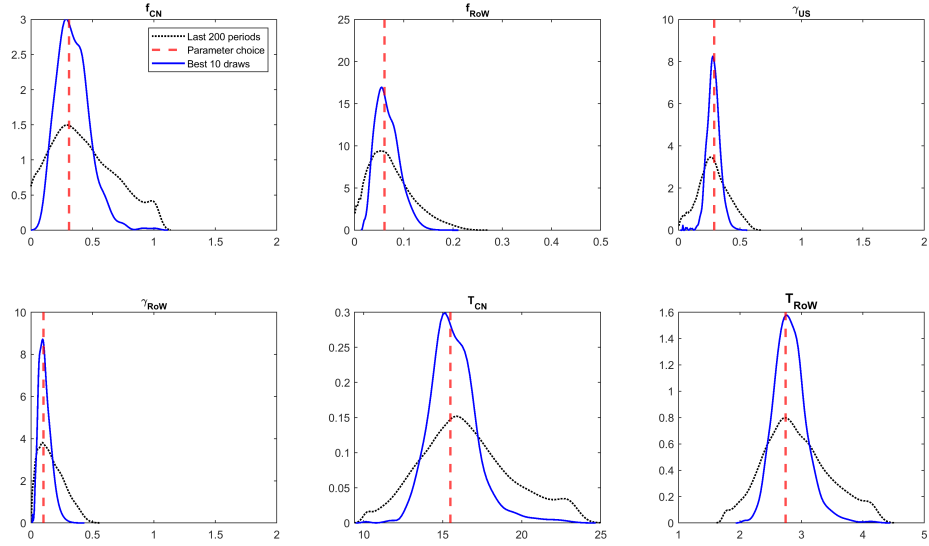 f_CN
3
2.5
2
1.5
1
0.5
0
0 0.5 1 1.5 2
Last 200 periods
Parameter choice
Best 10 draws
f_RoW
25
20
15
10
5
0
0 0.1 0.2 0.3 0.4 0.5
γ_US
10
8
6
4
2
0
0 0.5 1 1.5 2
γ_RoW
10
8
6
4
2
0
0 0.5 1 1.5 2
T_CN
0.3
0.25
0.2
0.15
0.1
0.05
0
10 15 20 25
T_RoW
1.6
1.4
1.2
1
0.8
0.6
0.4
0.2
0
1 2 3 4 5